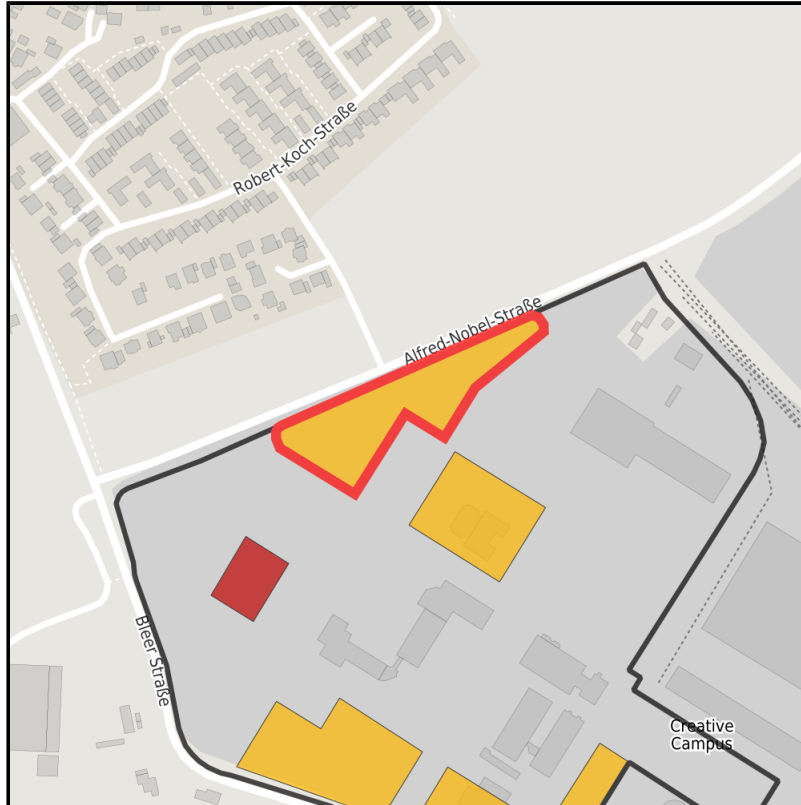 Robert-Koch-Straße
Alfred-Nobel-Straße
Bleer Straße
Creative
Campus